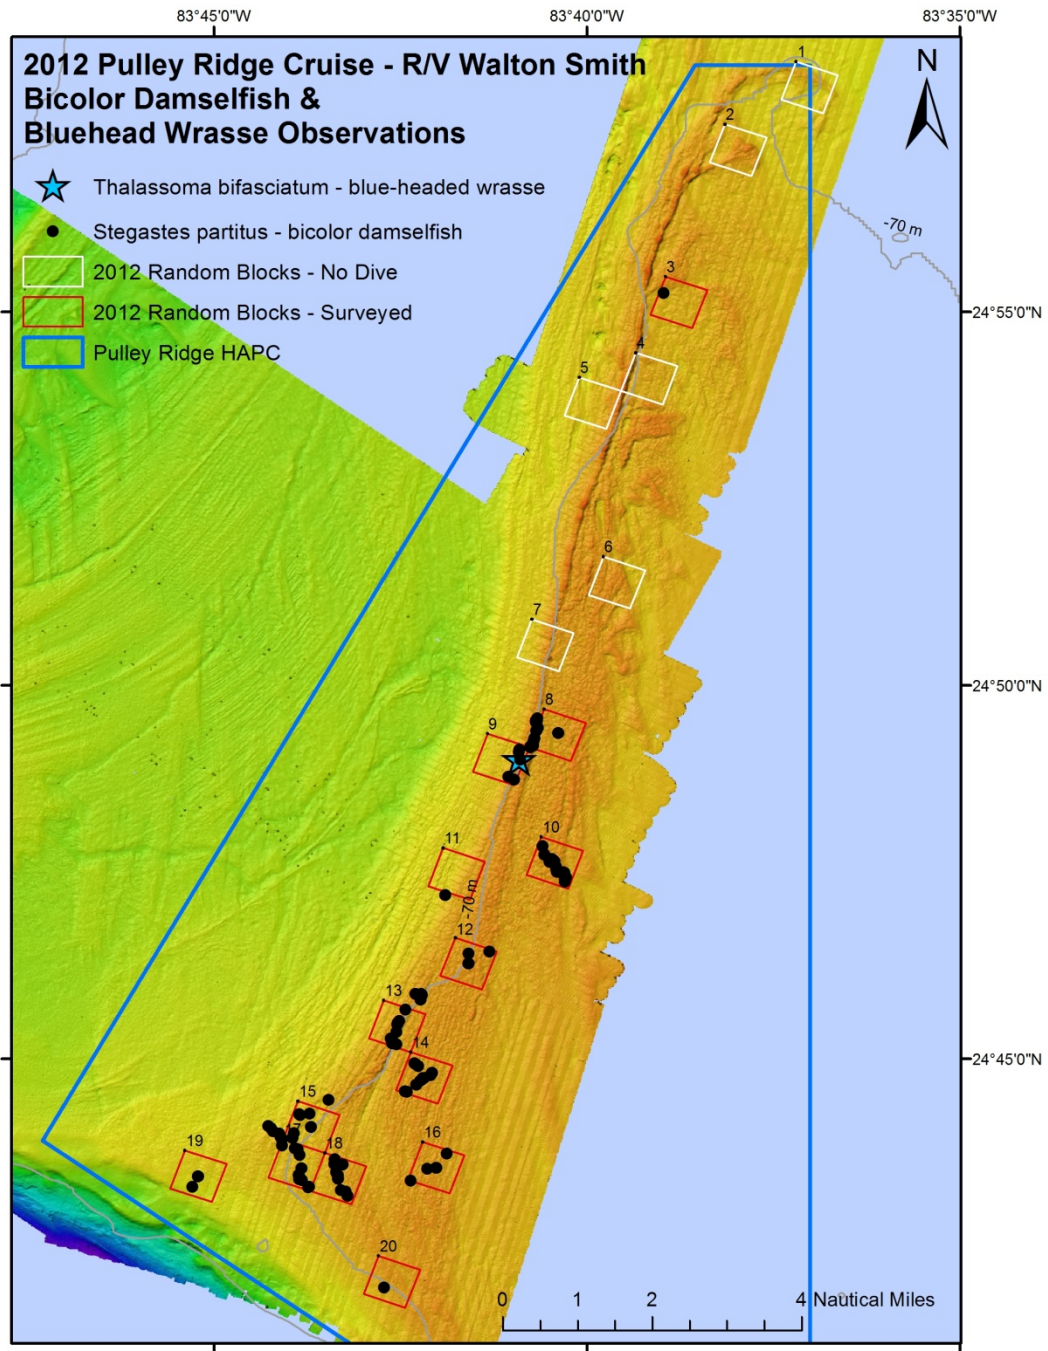 83°45'0"W 83°40'0"W 83°35'0"W
2012 Pulley Ridge Cruise - R/V Walton Smith
Bicolor Damselfish &
Bluehead Wrasse Observations
N
Thalassoma bifasciatum - blue-headed wrasse
Stegastes partitus - bicolor damselfish
2012 Random Blocks - No Dive
2012 Random Blocks - Surveyed
Pulley Ridge HAPC
1
2
-70 m
3
24°55'0"N
4
5
6
7
24°50'0"N
8
9
10
11
-70 m
12
13
24°45'0"N
14
15
16
17
18
19
20
0 1 2 4 Nautical Miles